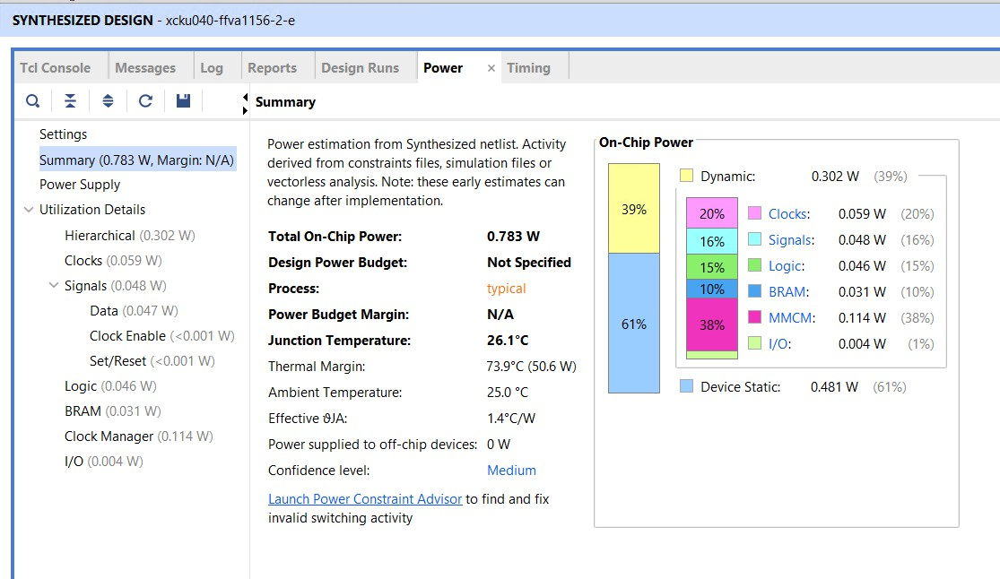 SYNTHESIZED DESIGN - xcku040-ffva1156-2-e
Tcl Console Messages Log Reports Design Runs Power × Timing
Summary
Settings
Summary (0.783 W, Margin: N/A)
Power Supply
Utilization Details
Hierarchical (0.302 W)
Clocks (0.059 W)
Signals (0.048 W)
Data (0.047 W)
Clock Enable (<0.001 W)
Set/Reset (<0.001 W)
Logic (0.046 W)
BRAM (0.031 W)
Clock Manager (0.114 W)
I/O (0.004 W)
Power estimation from Synthesized netlist. Activity
derived from constraints files, simulation files or
vectorless analysis. Note: these early estimates can
change after implementation.
Total On-Chip Power: 0.783 W
Design Power Budget: Not Specified
Process: typical
Power Budget Margin: N/A
Junction Temperature: 26.1°C
Thermal Margin: 73.9°C (50.6 W)
Ambient Temperature: 25.0 °C
Effective ϑJA: 1.4°C/W
Power supplied to off-chip devices: 0 W
Confidence level: Medium
Launch Power Constraint Advisor to find and fix
invalid switching activity
On-Chip Power
39%
61%
Dynamic: 0.302 W (39%)
20% Clocks: 0.059 W (20%)
16% Signals: 0.048 W (16%)
15% Logic: 0.046 W (15%)
10% BRAM: 0.031 W (10%)
38% MMCM: 0.114 W (38%)
I/O: 0.004 W (1%)
Device Static: 0.481 W (61%)